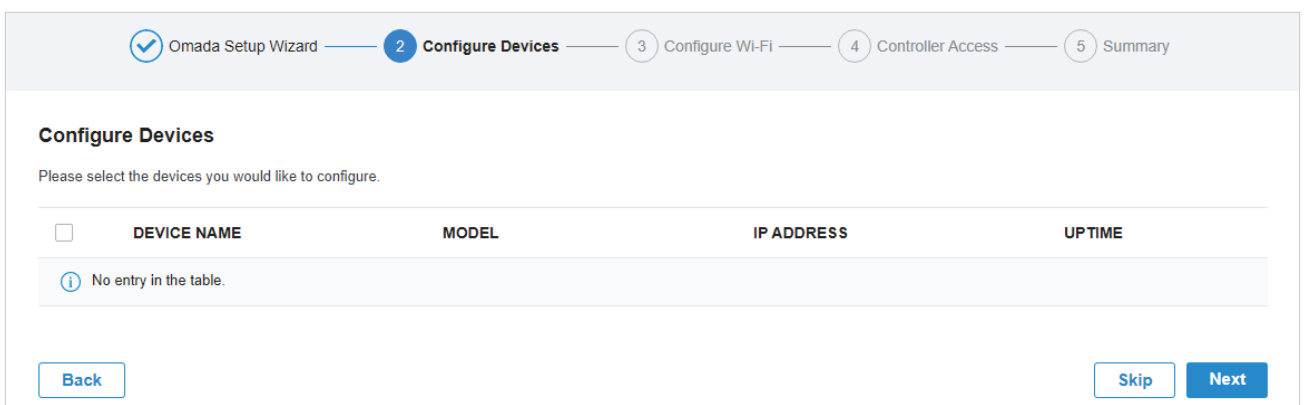 Omada Setup Wizard 2 Configure Devices 3 Configure Wi-Fi 4 Controller Access 5 Summary
Configure Devices
Please select the devices you would like to configure.
DEVICE NAME MODEL IP ADDRESS UPTIME
No entry in the table.
Back Skip Next